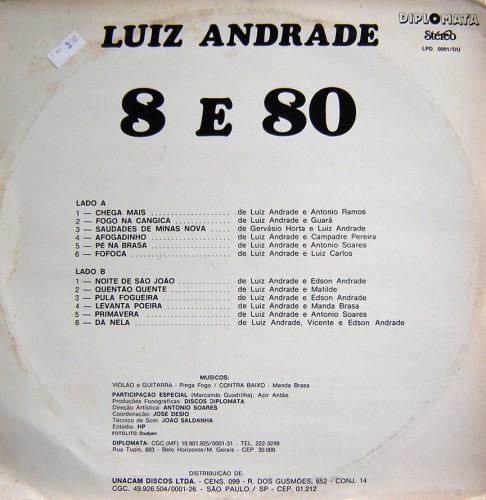 LUIZ ANDRADE
DIPLOMATA
Stéreo
LPD. 0001/DU
8 E 80
LADO A
1 — CHEGA MAIS .................... de Luiz Andrade e Antonio Ramos
2 — FOGO NA CANGICA .............. de Luiz Andrade e Guará
3 — SAUDADES DE MINAS NOVA ..... de Gervásio Horta e Luiz Andrade
4 — AFOGADINHO .................... de Luiz Andrade e Campadre Pereira
5 — PÉ NA BRASA .................... de Luiz Andrade e Antonio Soares
6 — FOFOCA ......................... de Luiz Andrade e Luiz Carlos
LADO B
1 — NOITE DE SÃO JOÃO .............. de Luiz Andrade e Edson Andrade
2 — QUENTÃO QUENTE ................ de Luiz Andrade e Matilde
3 — PULA FOGUEIRA .................. de Luiz Andrade e Edson Andrade
4 — LEVANTA POEIRA ................. de Luiz Andrade e Manda Brasa
5 — PRIMAVERA ..................... de Luiz Andrade e Antonio Soares
6 — DA NELA ........................ de Luiz Andrade, Vicente e Edson Andrade
MUSICOS:
VIOLÃO e GUITARRA - Pinga Fogo / CONTRA BAIXO - Manda Brasa
PARTICIPAÇÃO ESPECIAL (Marcando Quadrilha); Acir Antão.
Produções Fonograficas: DISCOS DIPLOMATA
Direção Artística: ANTONIO SOARES
Coordenação: JOSÉ DESIO
Técnico de Som: JOÃO SALDANHA
Estúdio: HP
FOTOLITO: Studpan
DIPLOMATA: CGC.(MF) 19.901.925/0001-31 - TEL. 222-3249
Rua Tupis, 883 - Belo Horizonte/M. Gerais - CEP. 30.000
DISTRIBUIÇÃO DE:
UNACAM DISCOS LTDA. - CENS. 099 - R. DOS GUSMÕES, 652 - CONJ. 14
CGC. 49.926.504/0001-26 - SÃO PAULO / SP - CEP. 01.212